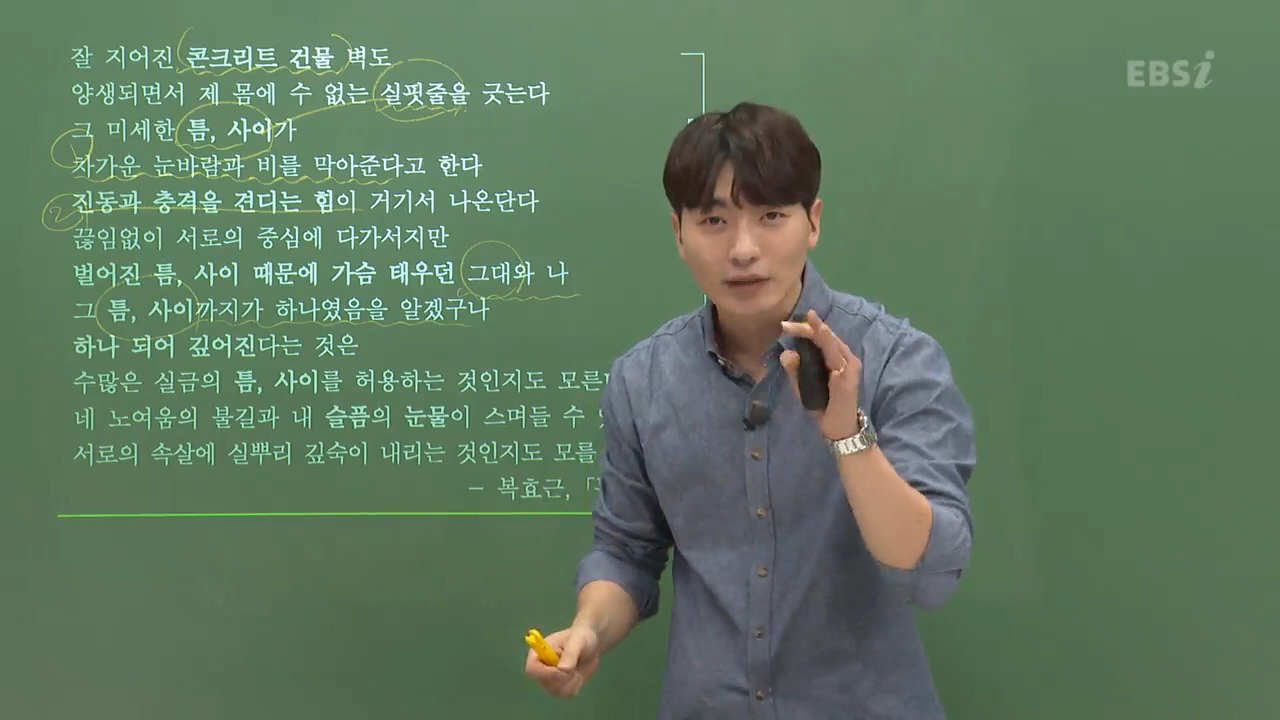 잘 지어진 콘크리트 건물 벽도
양생되면서 제 몸에 수 없는 실핏줄을 긋는다
그 미세한 틈, 사이가
차가운 눈바람과 비를 막아준다고 한다
진동과 충격을 견디는 힘이 거기서 나온단다
끊임없이 서로의 중심에 다가서지만
벌어진 틈, 사이 때문에 가슴 태우던 그대와 나
그 틈, 사이까지가 하나였음을 알겠구나
하나 되어 깊어진다는 것은
수많은 실금의 틈, 사이를 허용하는 것인지도 모른
네 노여움의 불길과 내 슬픔의 눈물이 스며들 수
서로의 속살에 실뿌리 깊숙이 내리는 것인지도 모를
- 복효근, 「
EBSi
1
2